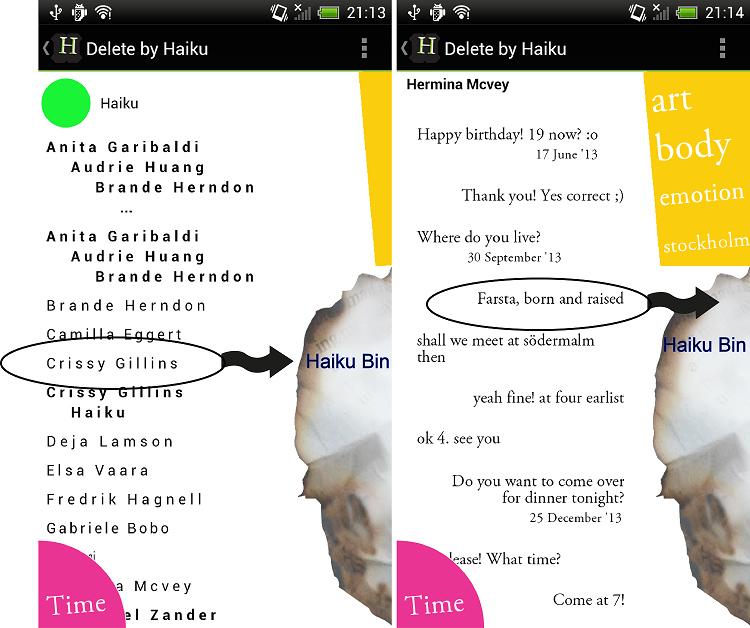 21:13
Delete by Haiku
Haiku
Anita Garibaldi
Audrie Huang
Brande Herndon
...
Anita Garibaldi
Audrie Huang
Brande Herndon
Brande Herndon
Camilla Eggert
Crissy Gillins
Haiku Bin
Crissy Gillins
Haiku
Deja Lamson
Elsa Vaara
Fredrik Hagnell
Gabriele Bobo
a Mcvey
el Zander
Time
21:14
Delete by Haiku
Hermina Mcvey
art
body
emotion
stockholm
Happy birthday! 19 now? :o
17 June '13
Thank you! Yes correct ;)
Where do you live?
30 September '13
Farsta, born and raised
Haiku Bin
shall we meet at södermalm
then
yeah fine! at four earlist
ok 4. see you
Do you want to come over
for dinner tonight?
25 December '13
lease! What time?
Come at 7!
Time